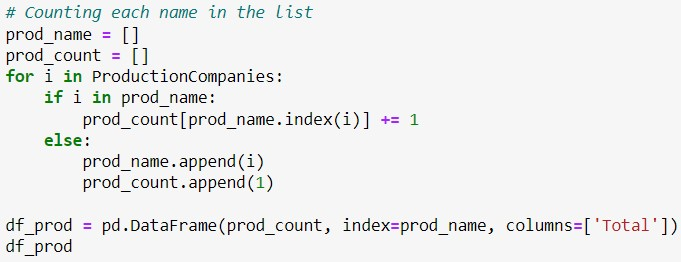 # Counting each name in the list
prod_name = []
prod_count = []
for i in ProductionCompanies:
    if i in prod_name:
        prod_count[prod_name.index(i)] += 1
    else:
        prod_name.append(i)
        prod_count.append(1)

df_prod = pd.DataFrame(prod_count, index=prod_name, columns=['Total'])
df_prod